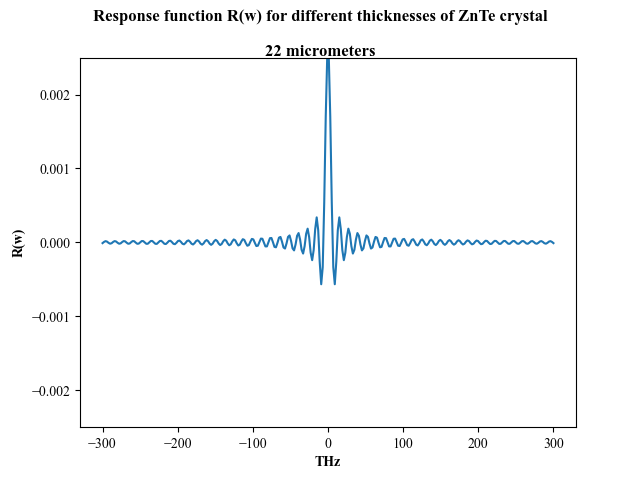 Response function R(w) for different thicknesses of ZnTe crystal
22 micrometers
0.002
0.001
0.000
−0.001
−0.002
R(w)
−300 −200 −100 0 100 200 300
THz